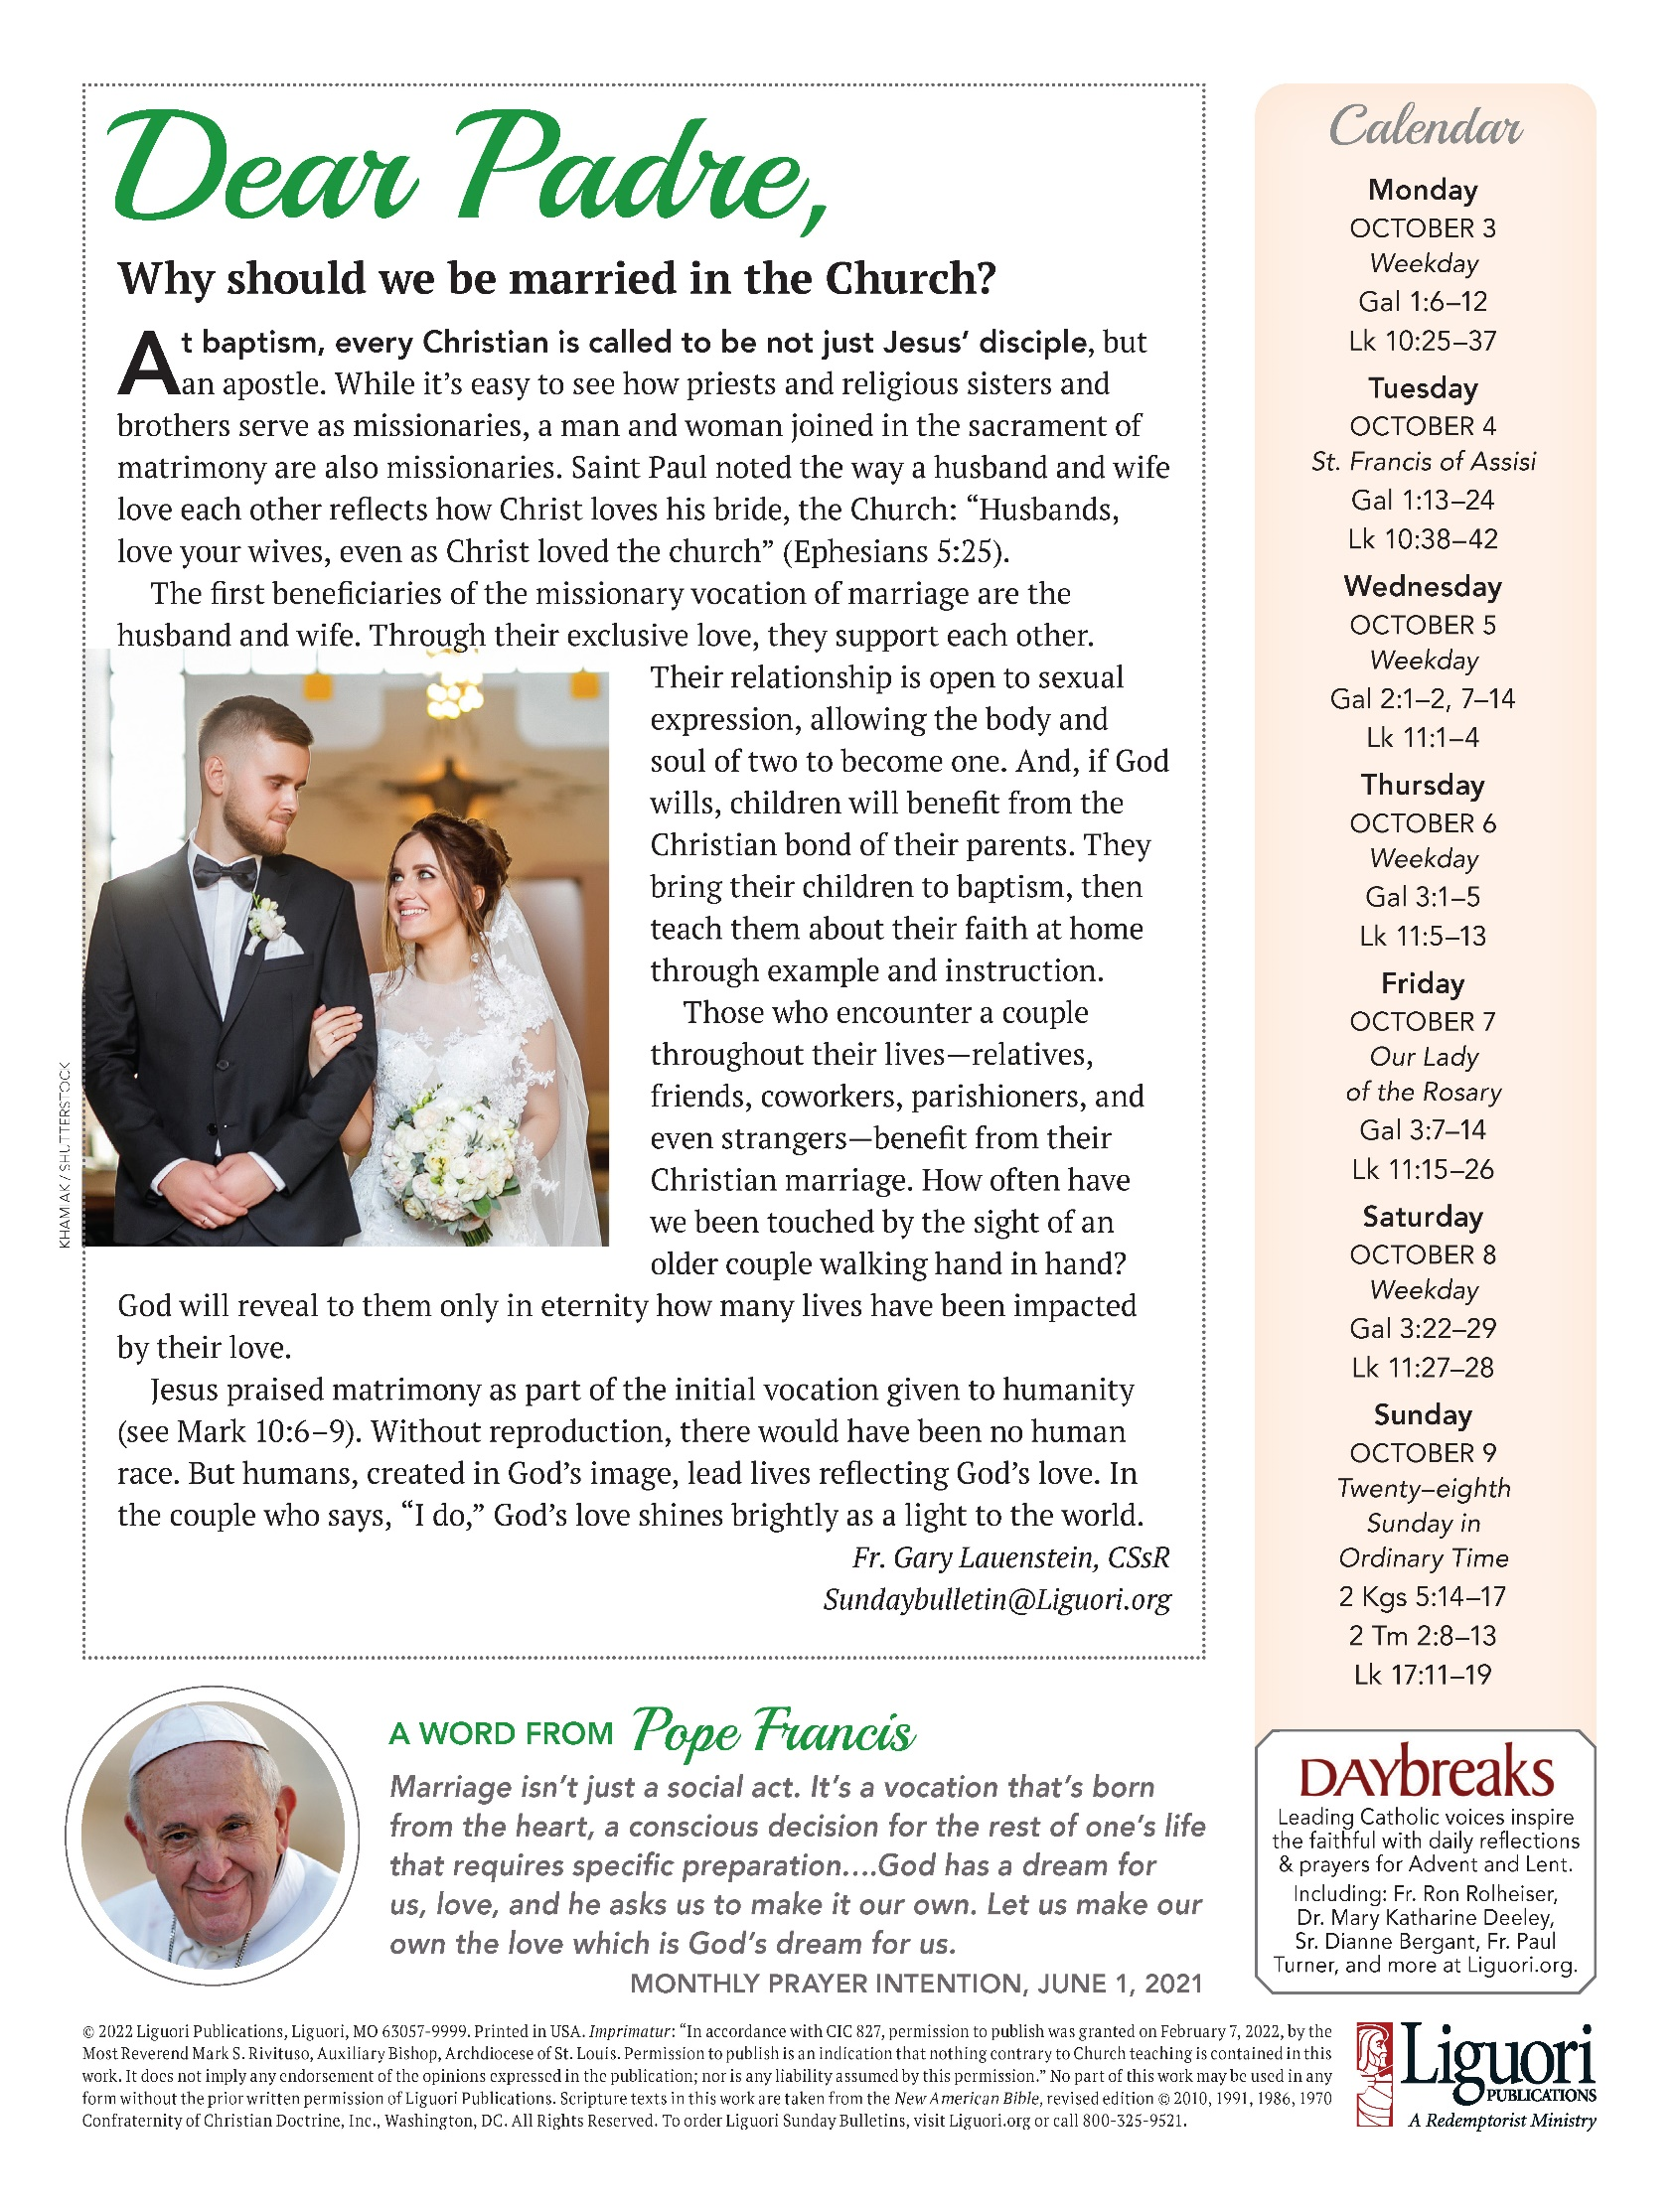 Dear Padre,
Why should we be married in the Church?
At baptism, every Christian is called to be not just Jesus’ disciple, but
an apostle. While it’s easy to see how priests and religious sisters and
brothers serve as missionaries, a man and woman joined in the sacrament of
matrimony are also missionaries. Saint Paul noted the way a husband and wife
love each other reflects how Christ loves his bride, the Church: “Husbands,
love your wives, even as Christ loved the church” (Ephesians 5:25).
The first beneficiaries of the missionary vocation of marriage are the
husband and wife. Through their exclusive love, they support each other.
Their relationship is open to sexual
expression, allowing the body and
soul of two to become one. And, if God
wills, children will benefit from the
Christian bond of their parents. They
bring their children to baptism, then
teach them about their faith at home
through example and instruction.
Those who encounter a couple
throughout their lives—relatives,
friends, coworkers, parishioners, and
even strangers—benefit from their
Christian marriage. How often have
we been touched by the sight of an
older couple walking hand in hand?
God will reveal to them only in eternity how many lives have been impacted
by their love.
Jesus praised matrimony as part of the initial vocation given to humanity
(see Mark 10:6–9). Without reproduction, there would have been no human
race. But humans, created in God’s image, lead lives reflecting God’s love. In
the couple who says, “I do,” God’s love shines brightly as a light to the world.
Fr. Gary Lauenstein, CSsR
Sundaybulletin@Liguori.org
KHAMIAK / SHUTTERSTOCK
A WORD FROM Pope Francis
Marriage isn’t just a social act. It’s a vocation that’s born
from the heart, a conscious decision for the rest of one’s life
that requires specific preparation....God has a dream for
us, love, and he asks us to make it our own. Let us make our
own the love which is God’s dream for us.
MONTHLY PRAYER INTENTION, JUNE 1, 2021
Calendar
Monday
OCTOBER 3
Weekday
Gal 1:6–12
Lk 10:25–37
Tuesday
OCTOBER 4
St. Francis of Assisi
Gal 1:13–24
Lk 10:38–42
Wednesday
OCTOBER 5
Weekday
Gal 2:1–2, 7–14
Lk 11:1–4
Thursday
OCTOBER 6
Weekday
Gal 3:1–5
Lk 11:5–13
Friday
OCTOBER 7
Our Lady
of the Rosary
Gal 3:7–14
Lk 11:15–26
Saturday
OCTOBER 8
Weekday
Gal 3:22–29
Lk 11:27–28
Sunday
OCTOBER 9
Twenty–eighth
Sunday in
Ordinary Time
2 Kgs 5:14–17
2 Tm 2:8–13
Lk 17:11–19
DAYbreaks
Leading Catholic voices inspire
the faithful with daily reflections
& prayers for Advent and Lent.
Including: Fr. Ron Rolheiser,
Dr. Mary Katharine Deeley,
Sr. Dianne Bergant, Fr. Paul
Turner, and more at Liguori.org.
© 2022 Liguori Publications, Liguori, MO 63057-9999. Printed in USA. Imprimatur: “In accordance with CIC 827, permission to publish was granted on February 7, 2022, by the
Most Reverend Mark S. Rivituso, Auxiliary Bishop, Archdiocese of St. Louis. Permission to publish is an indication that nothing contrary to Church teaching is contained in this
work. It does not imply any endorsement of the opinions expressed in the publication; nor is any liability assumed by this permission.” No part of this work may be used in any
form without the prior written permission of Liguori Publications. Scripture texts in this work are taken from the New American Bible, revised edition © 2010, 1991, 1986, 1970
Confraternity of Christian Doctrine, Inc., Washington, DC. All Rights Reserved. To order Liguori Sunday Bulletins, visit Liguori.org or call 800-325-9521.
Liguori
PUBLICATIONS
A Redemptorist Ministry